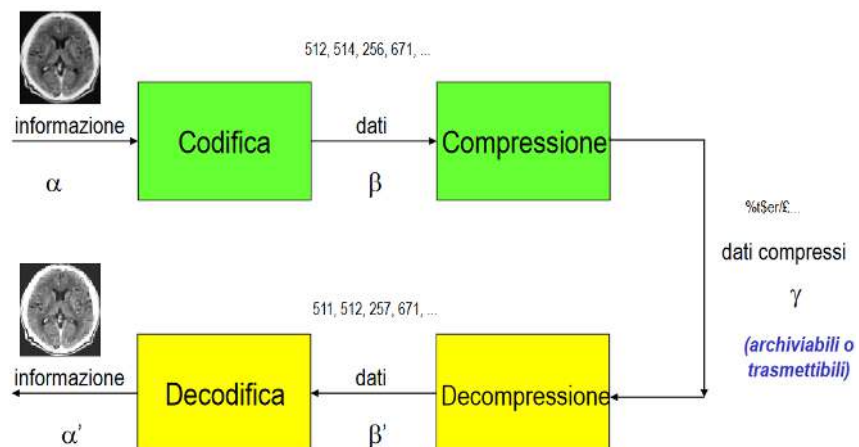 512, 514, 256, 671, ...
informazione
Codifica
dati
Compressione
α
β
%t$er/£...
dati compressi
γ
(archiviabili o
trasmettibili)
511, 512, 257, 671, ...
informazione
Decodifica
dati
Decompressione
α'
β'